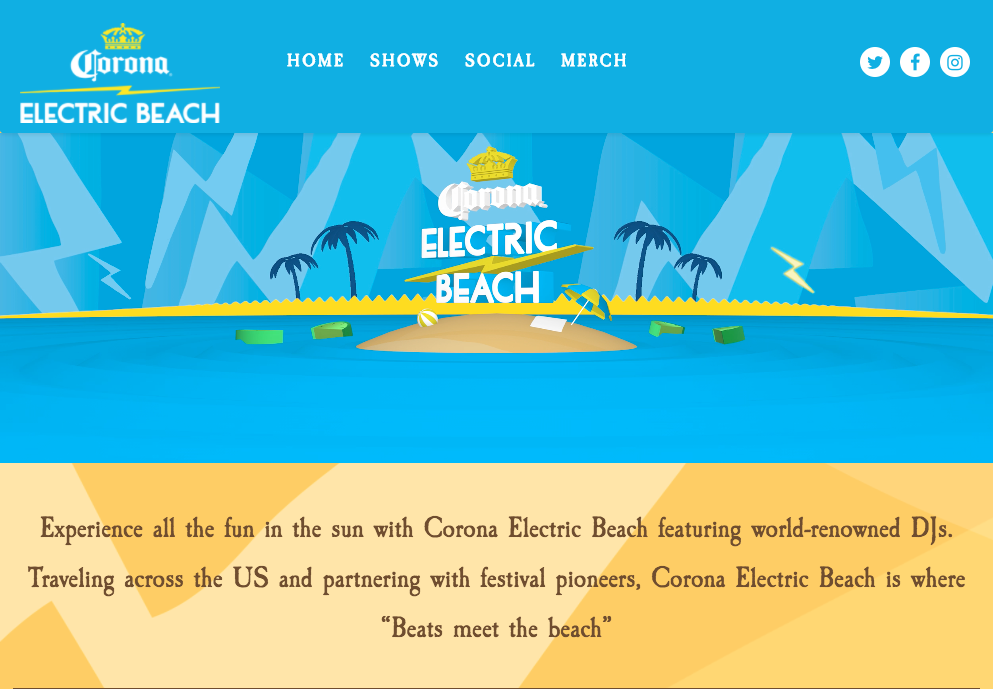 Corona
ELECTRIC BEACH
HOME SHOWS SOCIAL MERCH
Corona
ELECTRIC
BEACH
Experience all the fun in the sun with Corona Electric Beach featuring world-renowned DJs.
Traveling across the US and partnering with festival pioneers, Corona Electric Beach is where
“Beats meet the beach”